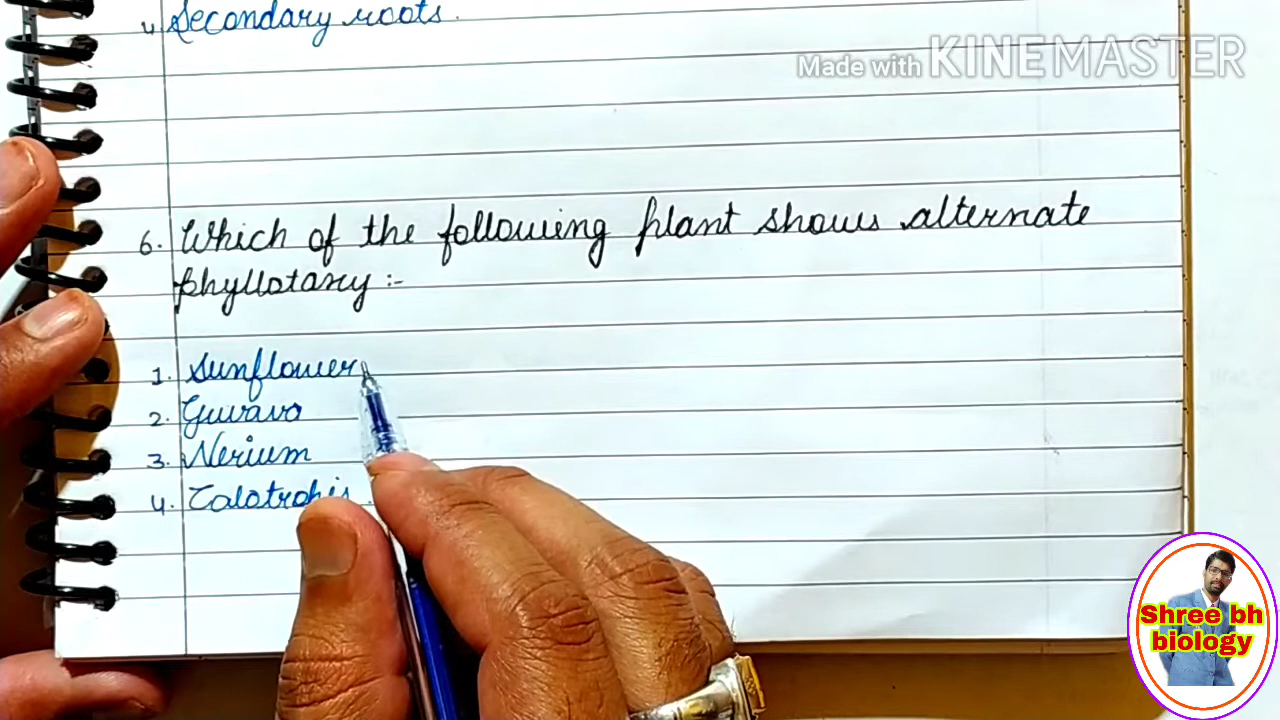 4. Secondary roots.
Made with KINEMASTER
6. Which of the following plant shows alternate
phyllotaxy :-
1. Sunflower
2. Guvava
3. Nerium
4. Calotropis.
Shree bh
biology